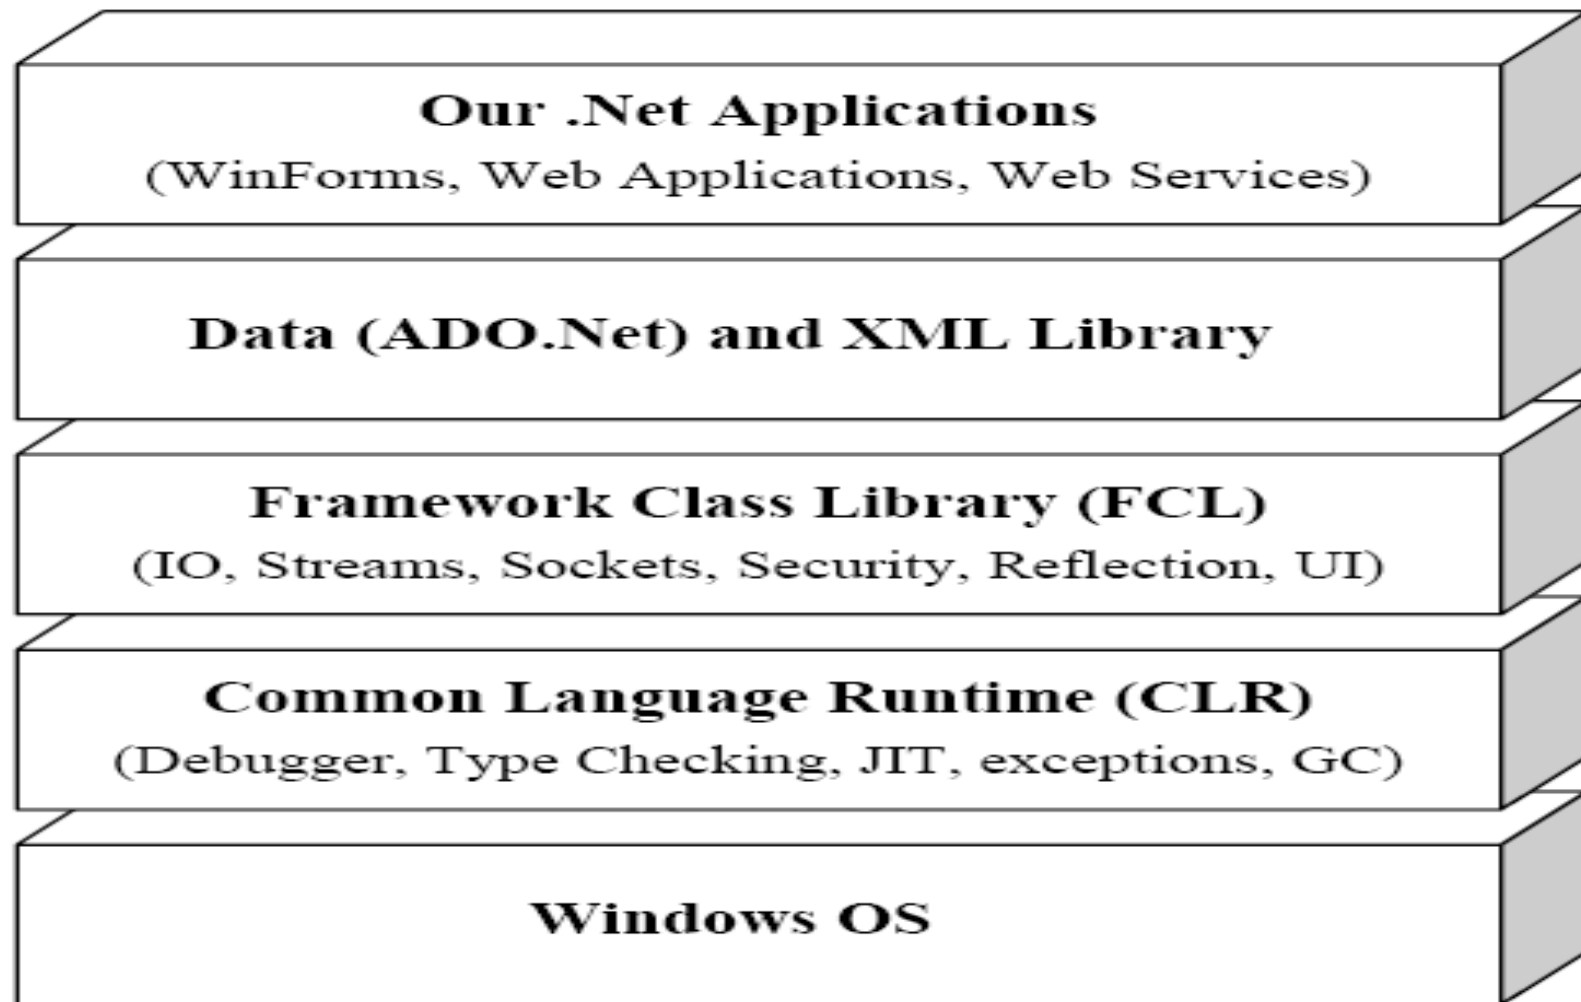 Our .Net Applications
(WinForms, Web Applications, Web Services)
Data (ADO.Net) and XML Library
Framework Class Library (FCL)
(IO, Streams, Sockets, Security, Reflection, UI)
Common Language Runtime (CLR)
(Debugger, Type Checking, JIT, exceptions, GC)
Windows OS